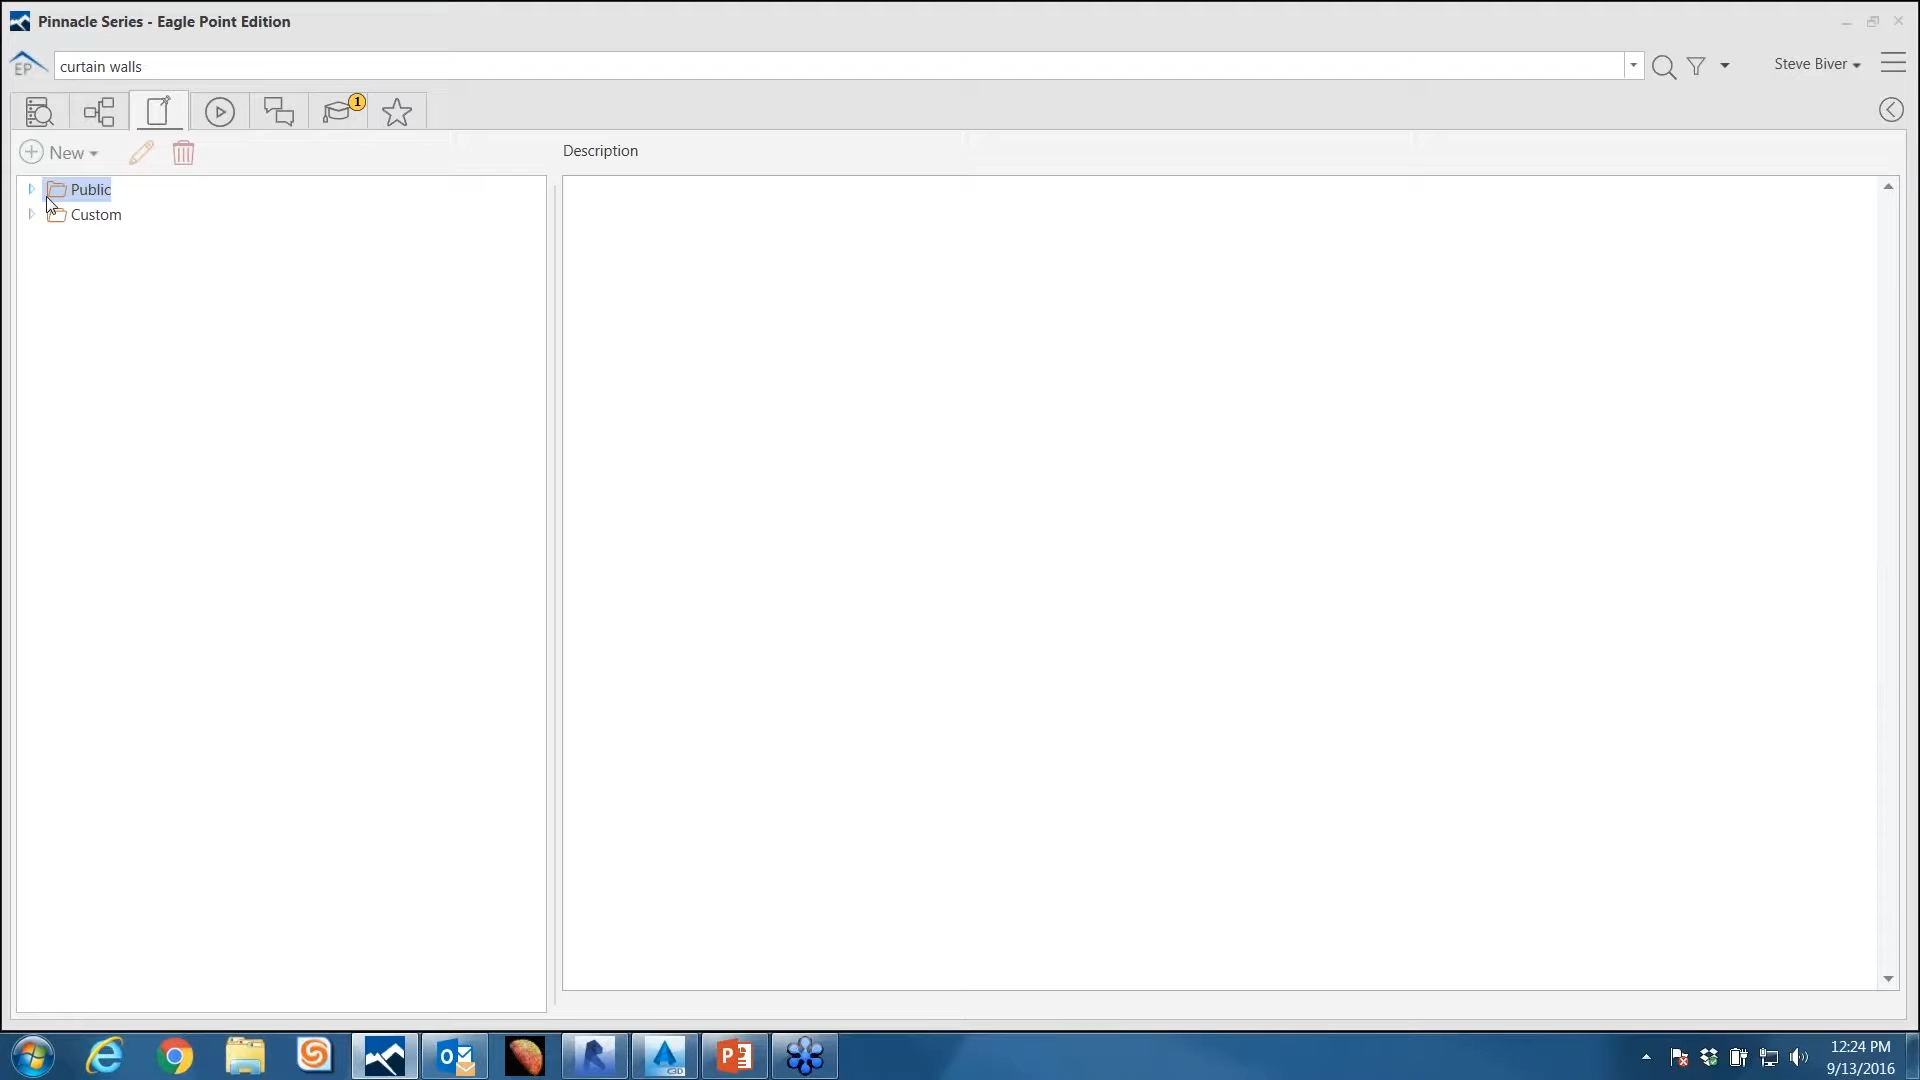 Pinnacle Series - Eagle Point Edition
EP
curtain walls
Steve Biver
1
New
Description
Public
Custom
C3D
12:24 PM
9/13/2016